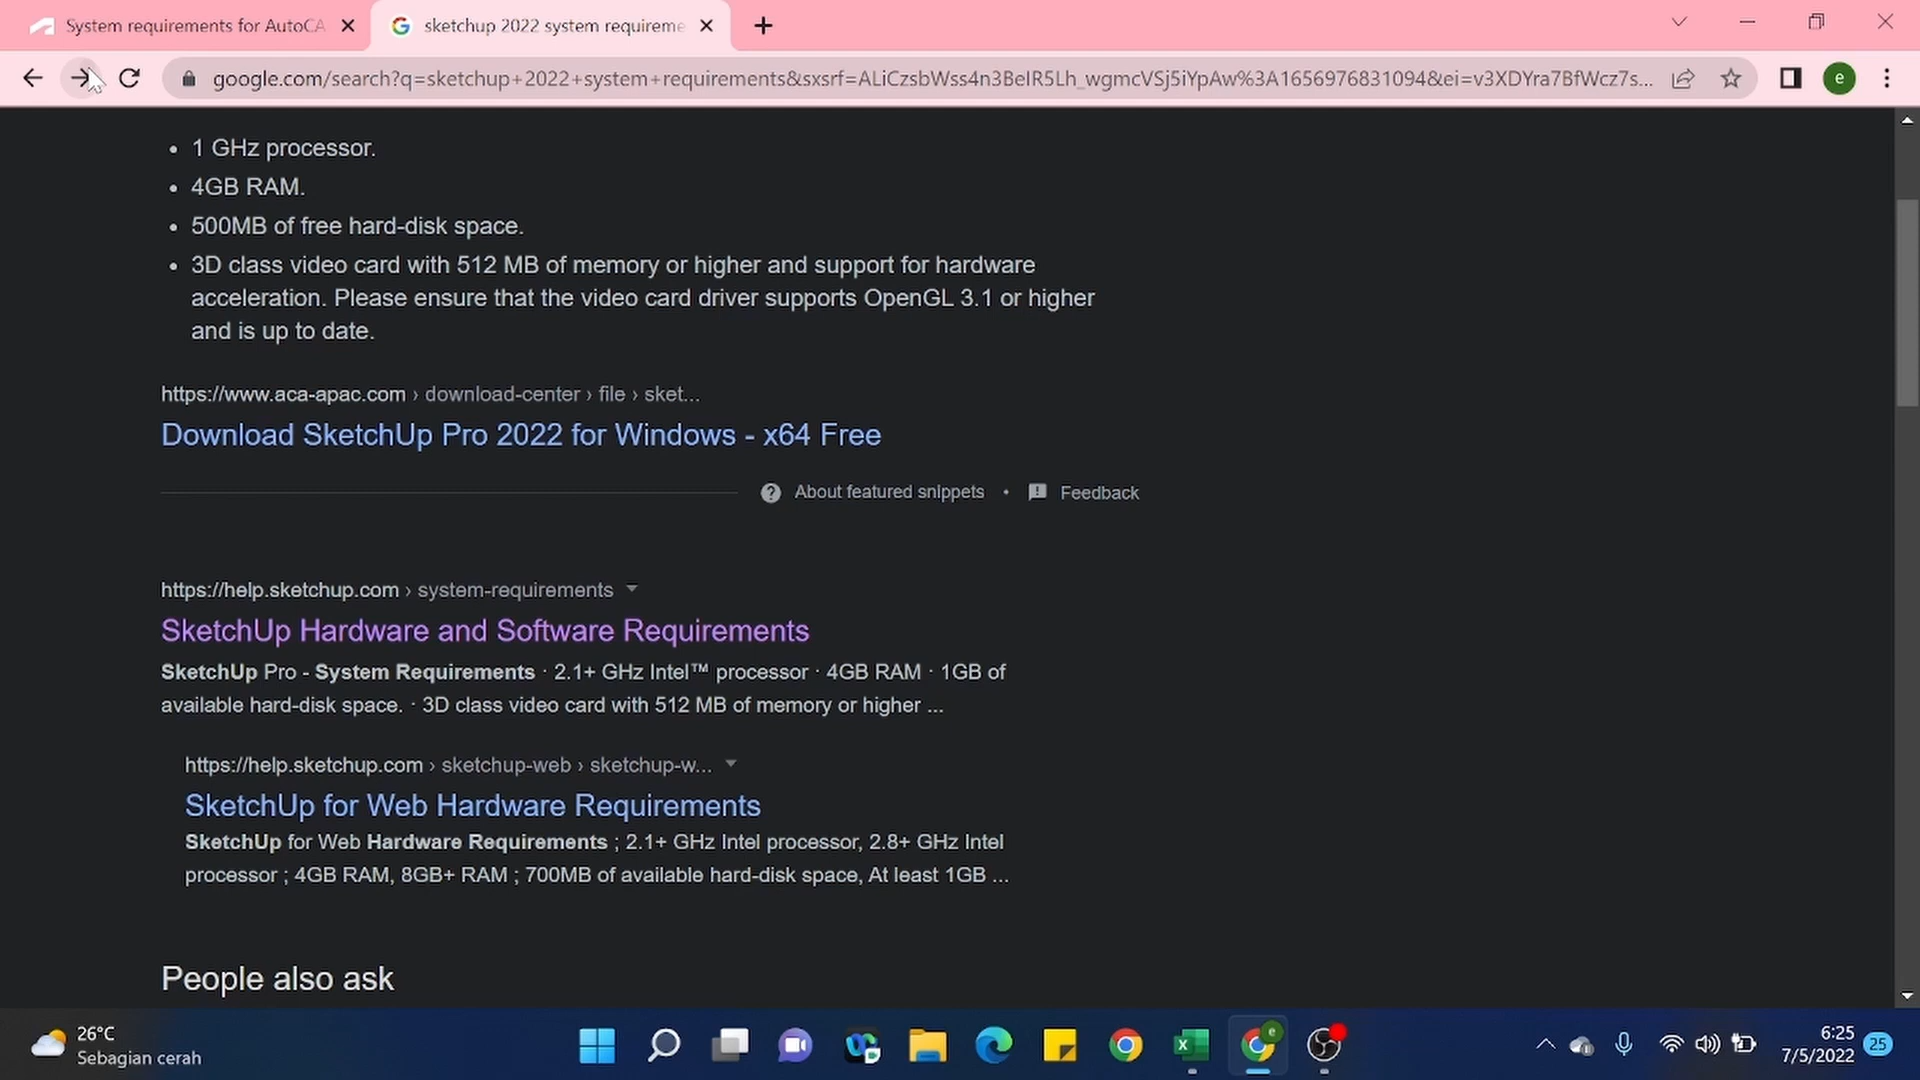 System requirements for AutoCA
sketchup 2022 system requireme
google.com/search?q=sketchup+2022+system+requirements&sxsrf=ALiCzsbWss4n3BeIR5Lh_wgmcVSj5iYpAw%3A1656976831094&ei=v3XDYra7BfWcz7s...
e
• 1 GHz processor.
• 4GB RAM.
• 500MB of free hard-disk space.
• 3D class video card with 512 MB of memory or higher and support for hardware
acceleration. Please ensure that the video card driver supports OpenGL 3.1 or higher
and is up to date.
https://www.aca-apac.com › download-center › file › sket...
Download SketchUp Pro 2022 for Windows - x64 Free
About featured snippets • Feedback
https://help.sketchup.com › system-requirements
SketchUp Hardware and Software Requirements
SketchUp Pro - System Requirements · 2.1+ GHz Intel™ processor · 4GB RAM · 1GB of
available hard-disk space. · 3D class video card with 512 MB of memory or higher ...
https://help.sketchup.com › sketchup-web › sketchup-w...
SketchUp for Web Hardware Requirements
SketchUp for Web Hardware Requirements ; 2.1+ GHz Intel processor, 2.8+ GHz Intel
processor ; 4GB RAM, 8GB+ RAM ; 700MB of available hard-disk space, At least 1GB ...
People also ask
26°C
Sebagian cerah
6:25
7/5/2022
25